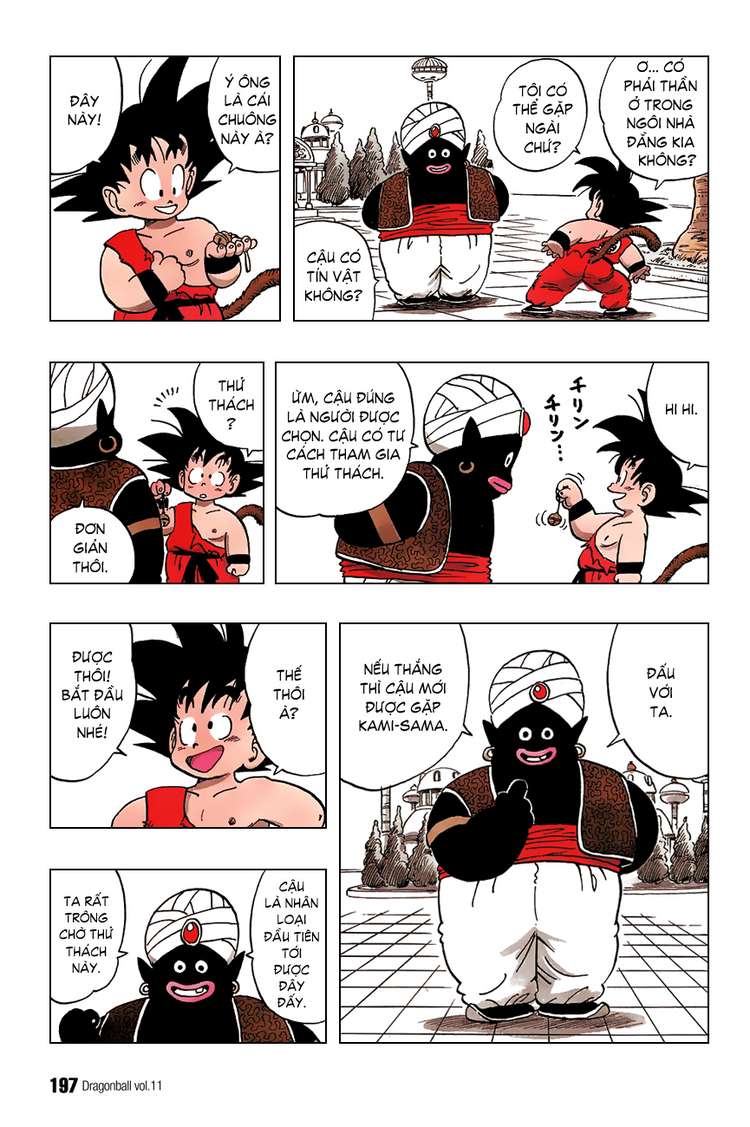 Ơ... CÓ
PHẢI THẦN
Ở TRONG
NGÔI NHÀ
ĐẰNG KIA
KHÔNG?
TÔI CÓ
THỂ GẶP
NGÀI
CHỨ?
CẬU CÓ
TÍN VẬT
KHÔNG?
Ý ÔNG
LÀ CÁI
CHUÔNG
NÀY À?
ĐÂY
NÀY!
HI HI.
チリン
チリン…
ỪM, CẬU ĐÚNG
LÀ NGƯỜI ĐƯỢC
CHỌN. CẬU CÓ TƯ
CÁCH THAM GIA
THỬ THÁCH.
THỬ
THÁCH
?
ĐƠN
GIẢN
THÔI.
ĐẤU
VỚI
TA.
NẾU THẮNG
THÌ CẬU MỚI
ĐƯỢC GẶP
KAMI-SAMA.
THẾ
THÔI
À?
ĐƯỢC
THÔI!
BẮT ĐẦU
LUÔN
NHÉ!
CẬU
LÀ NHÂN
LOẠI
ĐẦU TIÊN
TỚI
ĐƯỢC
ĐÂY
ĐẤY.
TA RẤT
TRÔNG
CHỜ THỬ
THÁCH
NÀY.
197 Dragonball vol.11